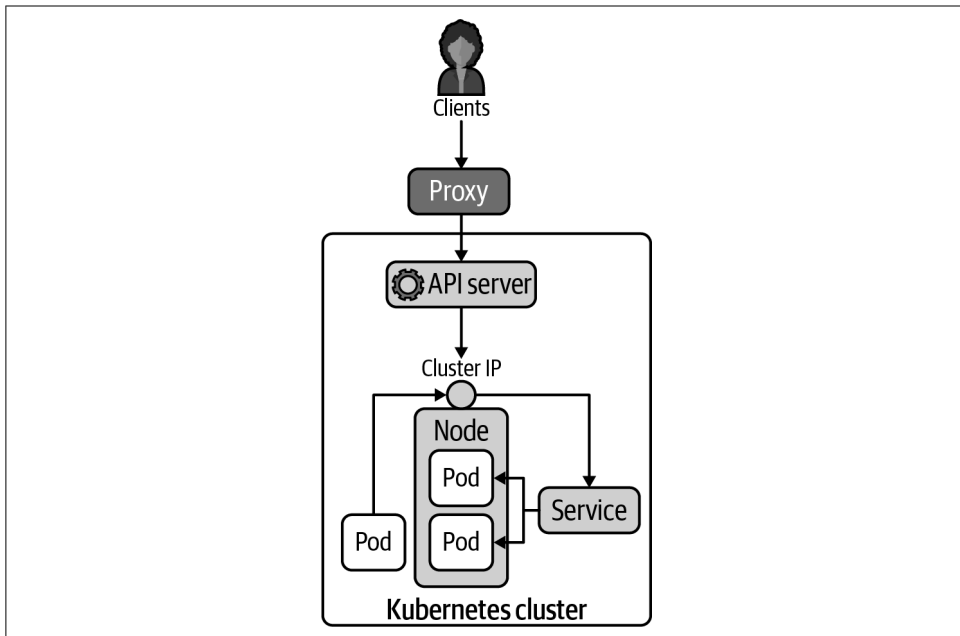 Clients
Proxy
API server
Cluster IP
Node
Pod
Service
Pod
Pod
Kubernetes cluster